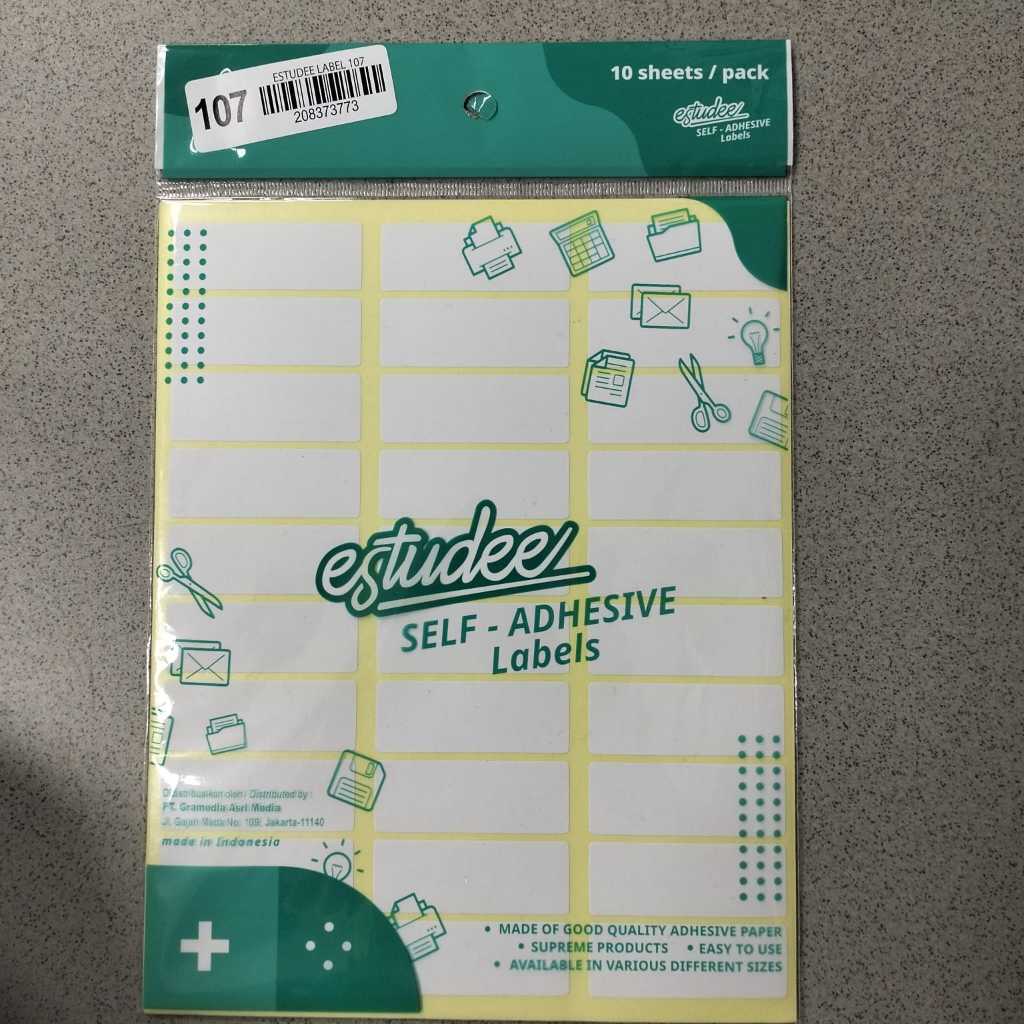 ESTUDEE LABEL 107
107
208373773
10 sheets / pack
estudee
SELF - ADHESIVE
Labels
estudee
SELF - ADHESIVE
Labels
Didistribusikan oleh / Distributed by :
PT. Gramedia Asri Media
Jl. Gajah Mada No. 109, Jakarta-11140
made in Indonesia
• MADE OF GOOD QUALITY ADHESIVE PAPER
• SUPREME PRODUCTS • EASY TO USE
• AVAILABLE IN VARIOUS DIFFERENT SIZES